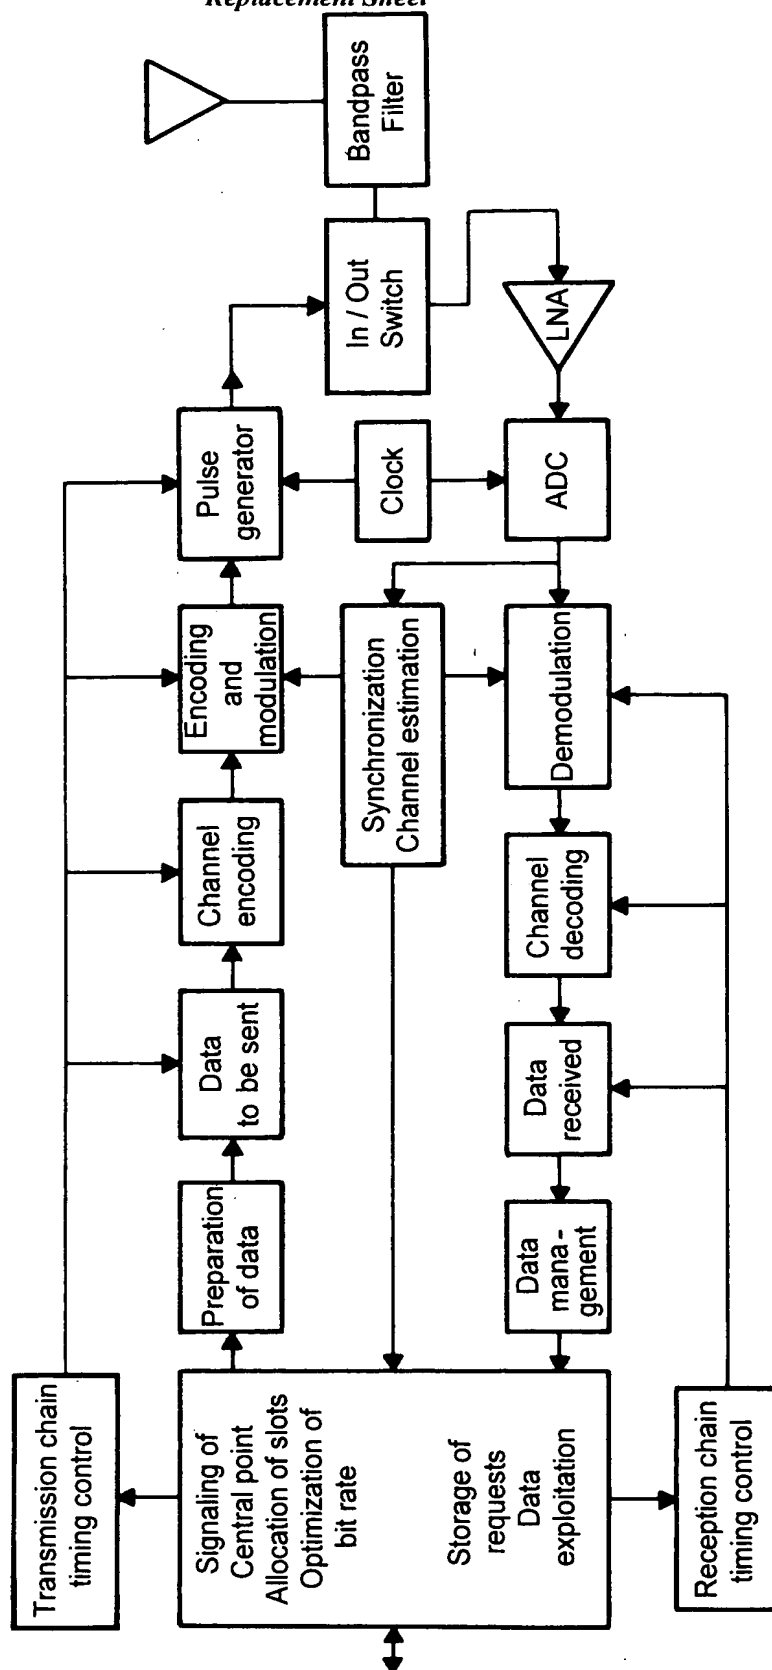 Replacement Sheet
Transmission chain
timing control
Signaling of
Central point
Allocation of slots
Optimization of
bit rate
Storage of
requests
Data
exploitation
Reception chain
timing control
Preparation
of data
Data
to be sent
Channel
encoding
Encoding
and
modulation
Pulse
generator
Synchronization
Channel estimation
Clock
In / Out
Switch
Bandpass
Filter
LNA
ADC
Demodulation
Channel
decoding
Data
received
Data
mana-
gement